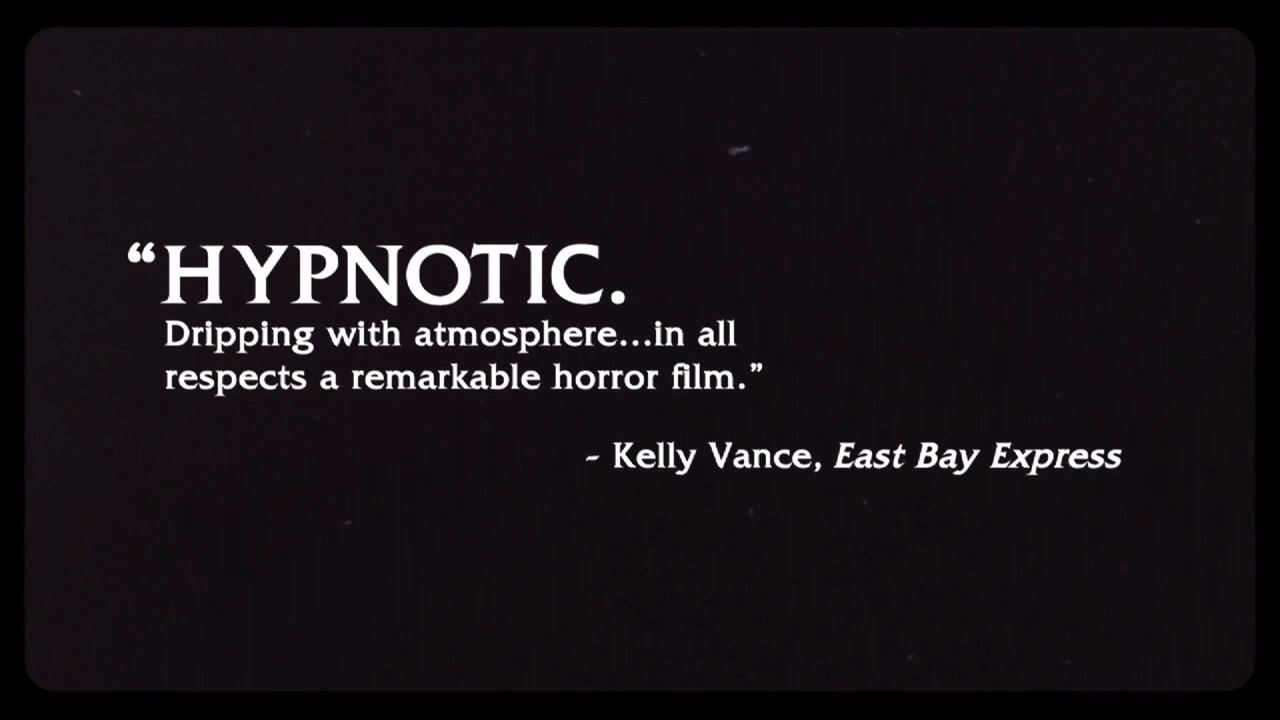 “HYPNOTIC.
Dripping with atmosphere...in all
respects a remarkable horror film.”
- Kelly Vance, East Bay Express